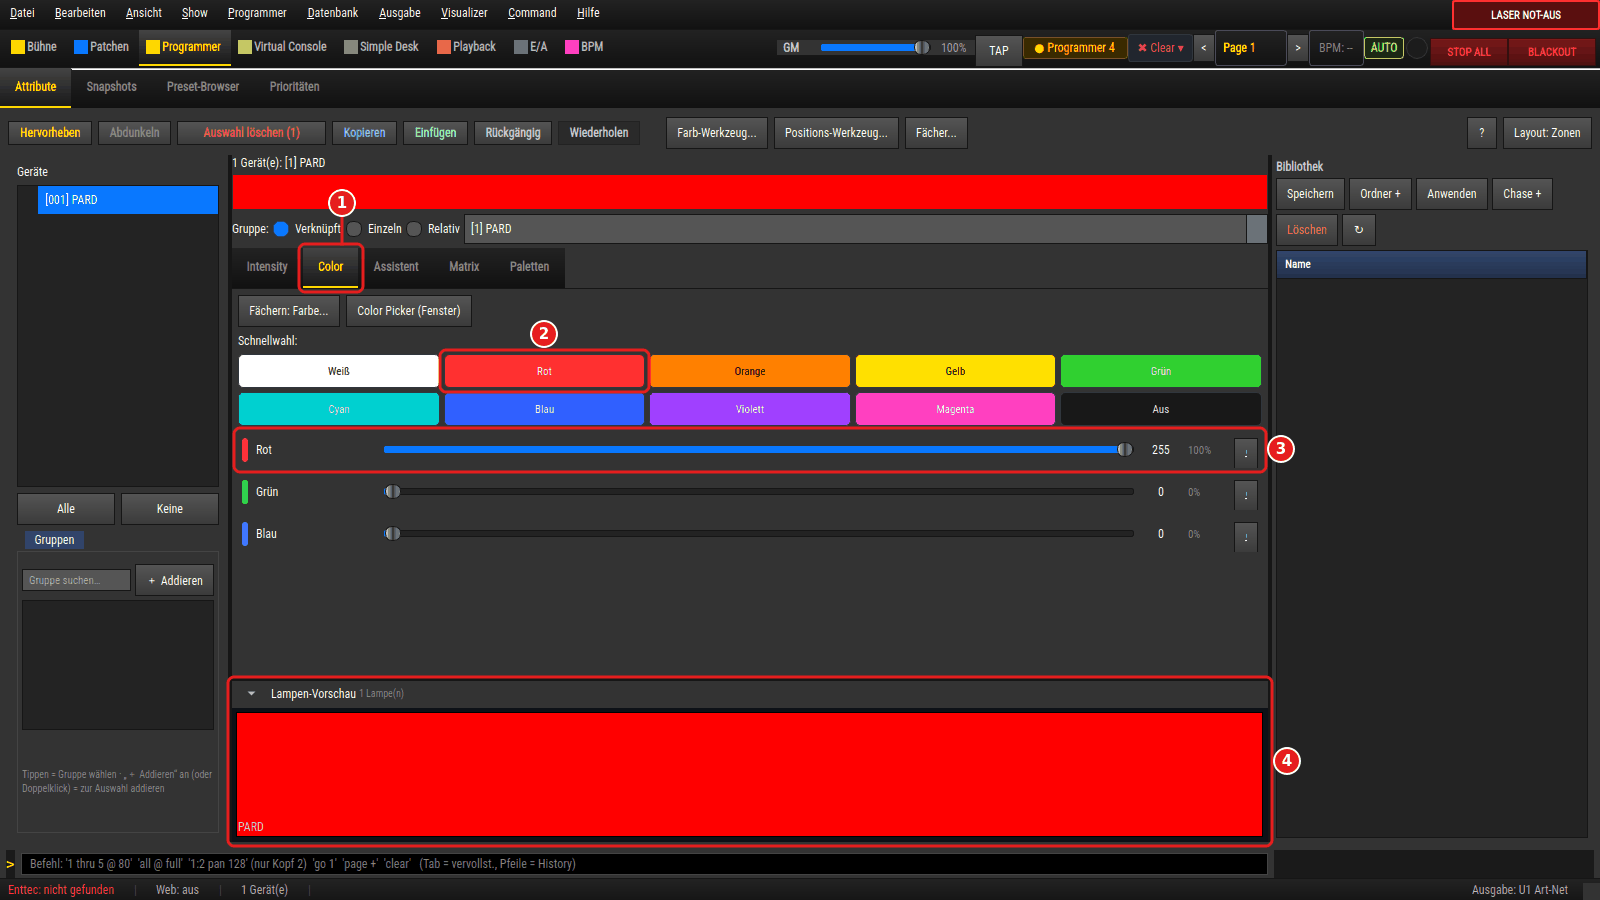 Datei Bearbeiten Ansicht Show Programmer Datenbank Ausgabe Visualizer Command Hilfe
LASER NOT-AUS
Bühne Patchen Programmer Virtual Console Simple Desk Playback E/A BPM
GM 100% TAP Programmer 4 ✖ Clear ▾ < Page 1 > BPM: -- AUTO STOP ALL BLACKOUT
Attribute Snapshots Preset-Browser Prioritäten
Hervorheben Abdunkeln Auswahl löschen (1) Kopieren Einfügen Rückgängig Wiederholen Farb-Werkzeug... Positions-Werkzeug... Fächer... ? Layout: Zonen
Geräte
[001] PARD
1 Gerät(e): [1] PARD
1
Gruppe: Verknüpft Einzeln Relativ [1] PARD
Intensity Color Assistent Matrix Paletten
Fächern: Farbe... Color Picker (Fenster)
2
Schnellwahl:
Weiß Rot Orange Gelb Grün
Cyan Blau Violett Magenta Aus
Rot 255 100%
3
Grün 0 0%
Blau 0 0%
Bibliothek
Speichern Ordner + Anwenden Chase +
Löschen ↻
Name
Alle Keine
Gruppen
Gruppe suchen... + Addieren
Tippen = Gruppe wählen · „ + Addieren" an (oder
Doppelklick) = zur Auswahl addieren
Lampen-Vorschau 1 Lampe(n)
4
PARD
> Befehl: '1 thru 5 @ 80' 'all @ full' '1:2 pan 128' (nur Kopf 2) 'go 1' 'page +' 'clear' (Tab = vervollst., Pfeile = History)
Enttec: nicht gefunden Web: aus 1 Gerät(e) Ausgabe: U1 Art-Net